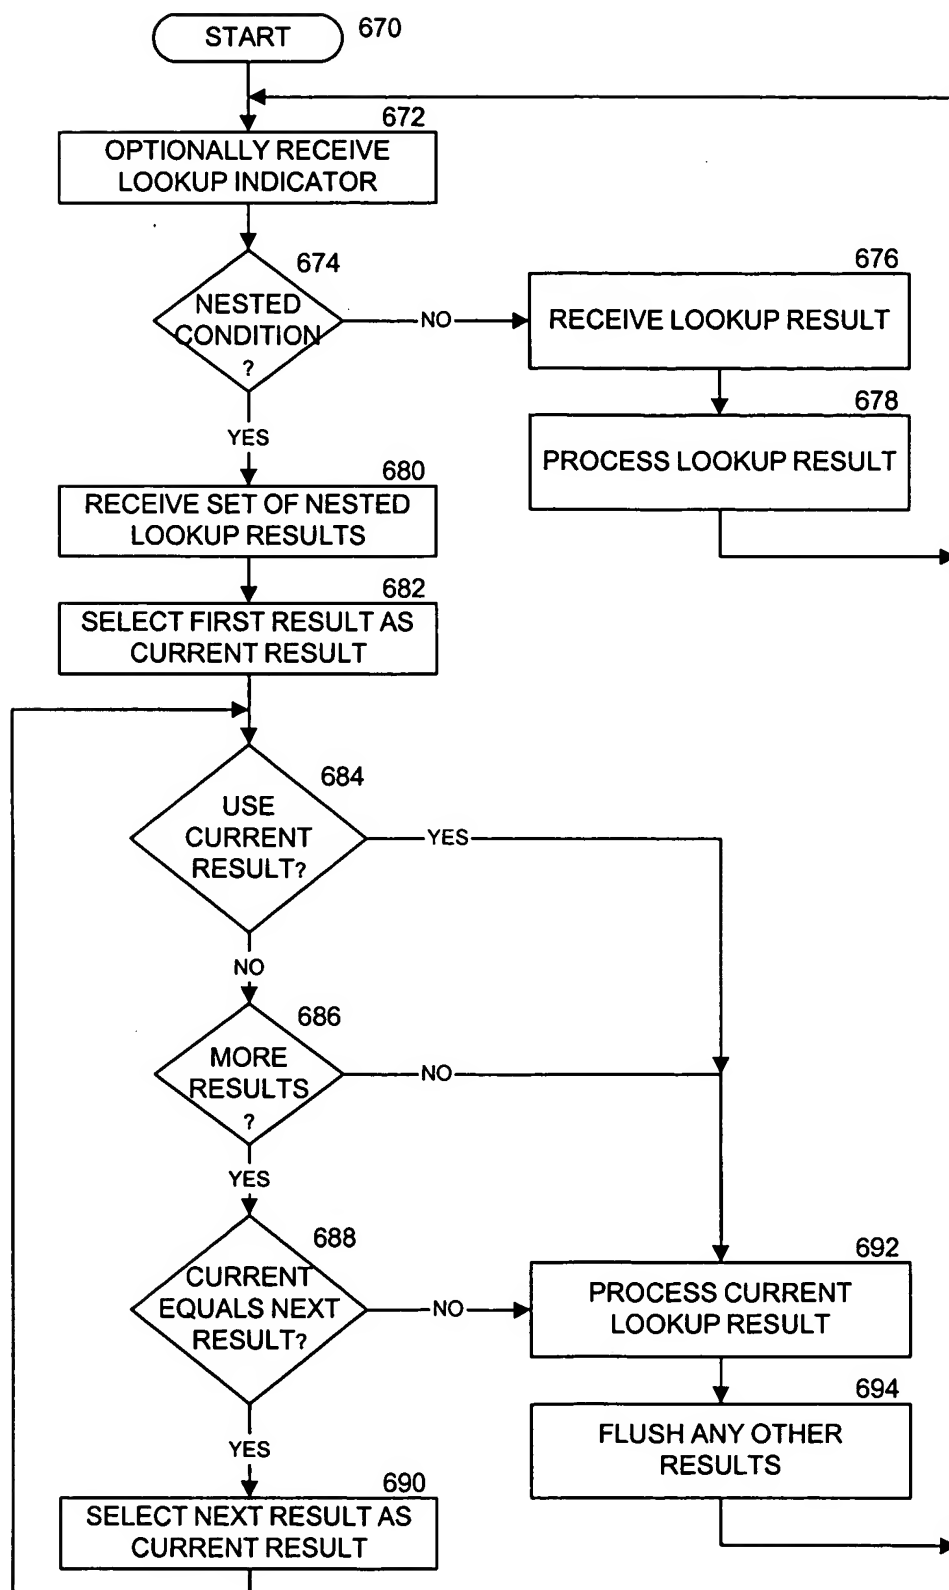 START
670
672
OPTIONALLY RECEIVE
LOOKUP INDICATOR
674
NESTED
CONDITION
?
NO
676
RECEIVE LOOKUP RESULT
678
PROCESS LOOKUP RESULT
YES
680
RECEIVE SET OF NESTED
LOOKUP RESULTS
682
SELECT FIRST RESULT AS
CURRENT RESULT
684
USE
CURRENT
RESULT?
YES
NO
686
MORE
RESULTS
?
NO
YES
688
CURRENT
EQUALS NEXT
RESULT?
NO
692
PROCESS CURRENT
LOOKUP RESULT
694
FLUSH ANY OTHER
RESULTS
YES
690
SELECT NEXT RESULT AS
CURRENT RESULT